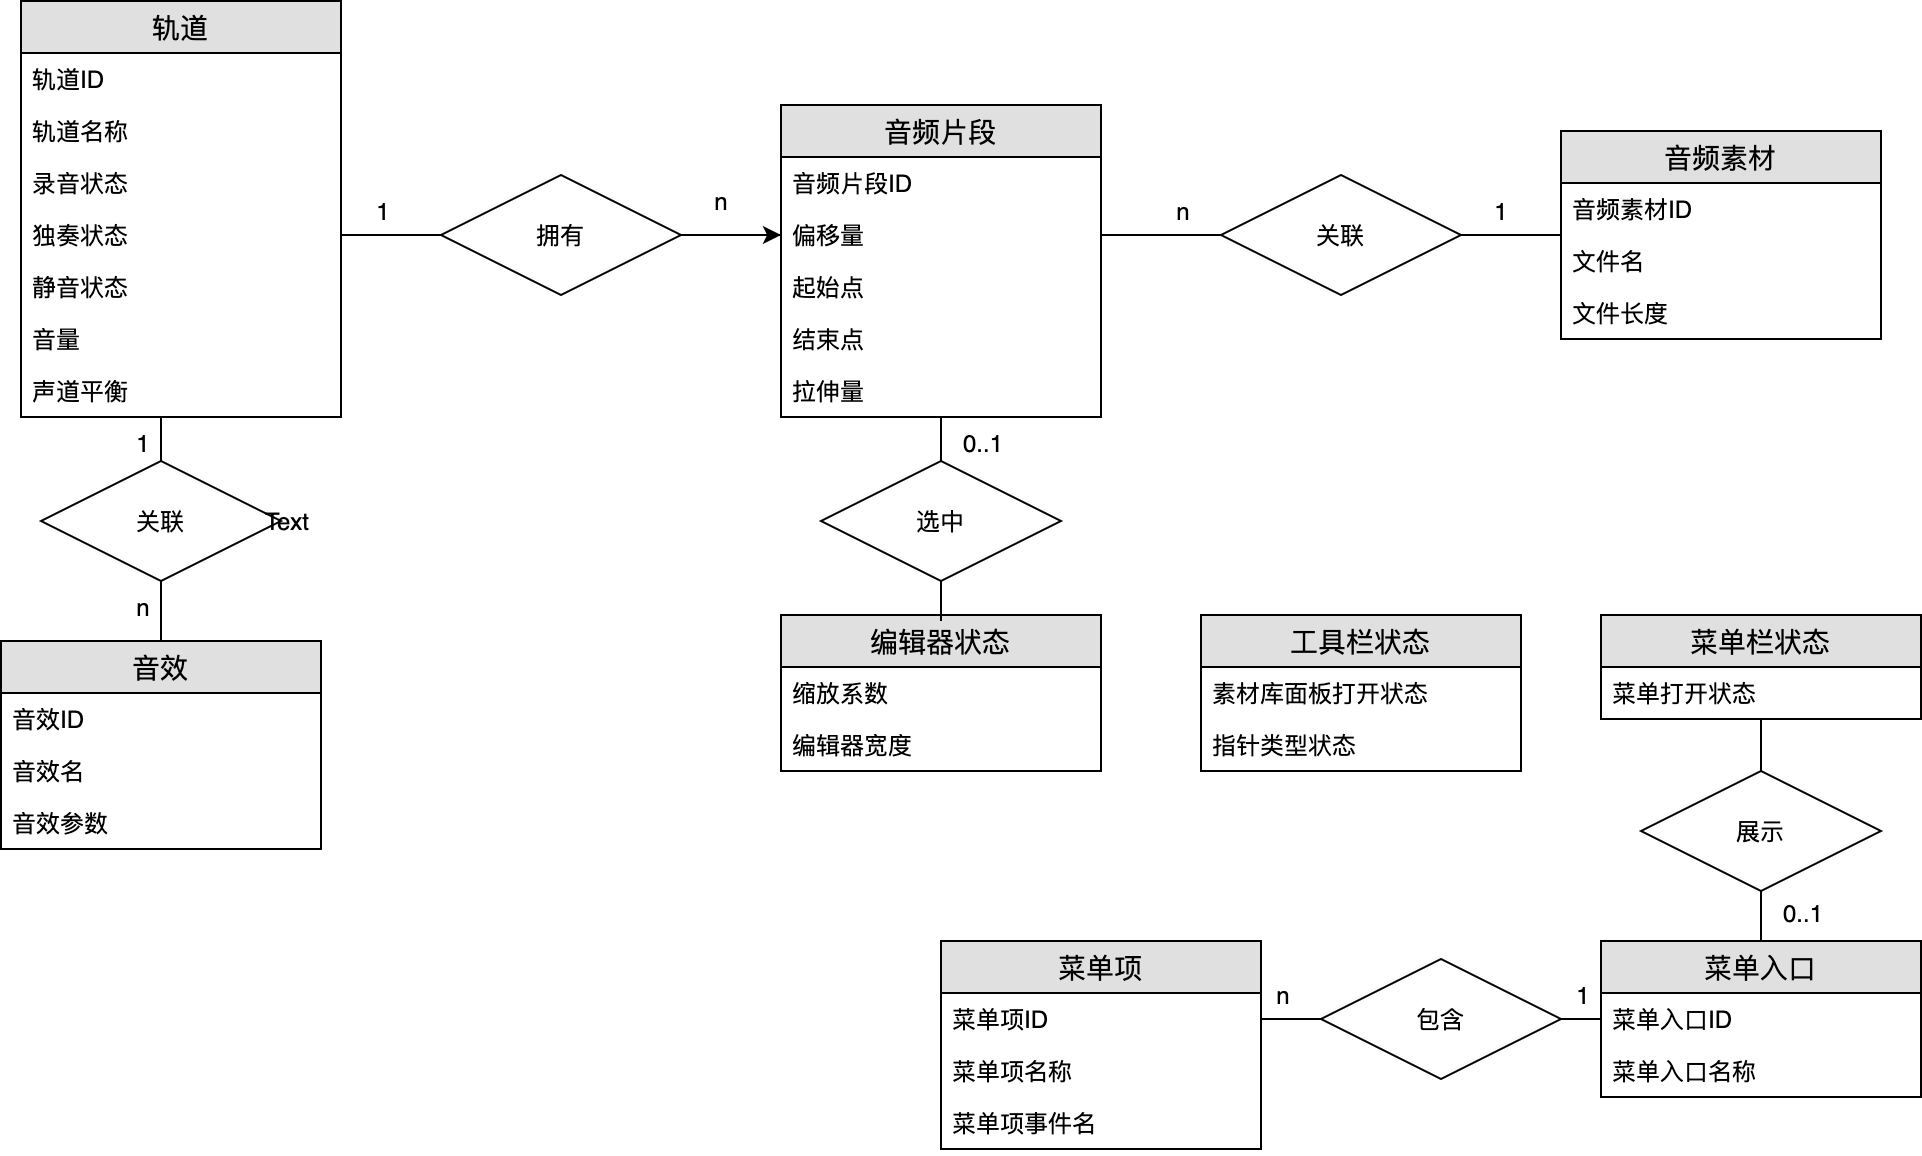 轨道
轨道ID
轨道名称
录音状态
独奏状态
静音状态
音量
声道平衡
1
拥有
n
音频片段
音频片段ID
偏移量
起始点
结束点
拉伸量
n
关联
1
音频素材
音频素材ID
文件名
文件长度
1
关联
Text
n
音效
音效ID
音效名
音效参数
0..1
选中
编辑器状态
缩放系数
编辑器宽度
工具栏状态
素材库面板打开状态
指针类型状态
菜单栏状态
菜单打开状态
展示
0..1
菜单项
菜单项ID
菜单项名称
菜单项事件名
n
包含
1
菜单入口
菜单入口ID
菜单入口名称